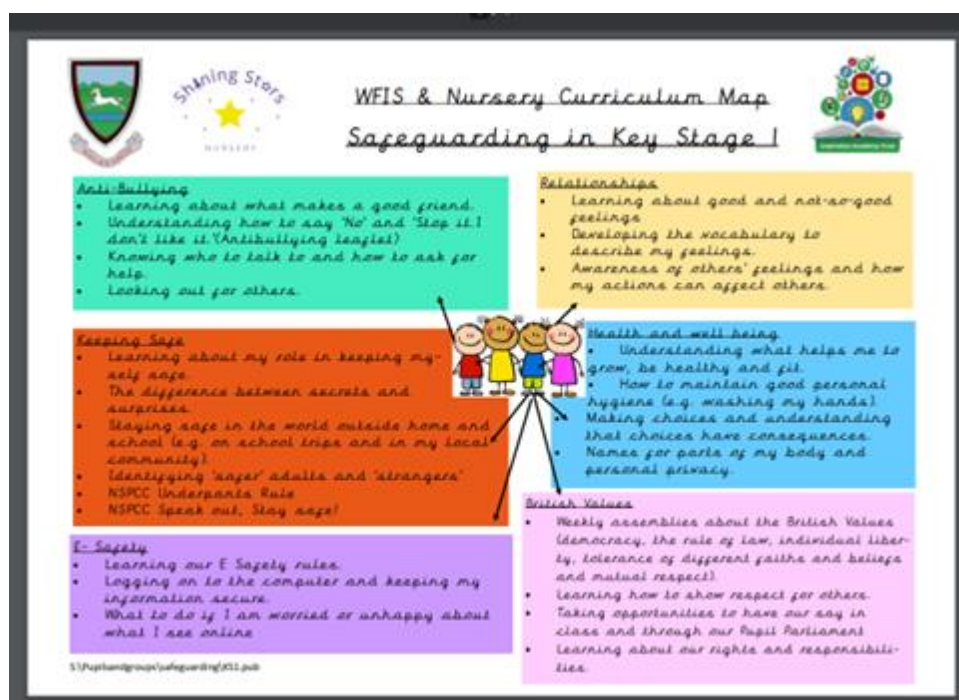 Shining Stars
NURSERY
WFIS & Nursery Curriculum Map
Safeguarding in Key Stage 1
Anti-Bullying
• Learning about what makes a good friend.
• Understanding how to say 'No' and 'Stop it I
don't like it.'(Antibullying leaflet)
• Knowing who to talk to and how to ask for
help.
• Looking out for others.
Relationships
• Learning about good and not-so-good
feelings
• Developing the vocabulary to
describe my feelings.
• Awareness of others' feelings and how
my actions can affect others.
Keeping Safe
• Learning about my role in keeping my-
self safe.
• The difference between secrets and
surprises.
• Staying safe in the world outside home and
school (e.g. on school trips and in my local
community).
• Identifying 'safer' adults and 'strangers'
• NSPCC Underpants Rule
• NSPCC Speak out, Stay safe!
Health and well being
• Understanding what helps me to
grow, be healthy and fit.
• How to maintain good personal
hygiene (e.g. washing my hands).
• Making choices and understanding
that choices have consequences.
• Names for parts of my body and
personal privacy.
E- Safety
• Learning our E Safety rules.
• Logging on to the computer and keeping my
information secure.
• What to do if I am worried or unhappy about
what I see online
British Values
• Weekly assemblies about the British Values
(democracy, the rule of law, individual liber-
ty, tolerance of different faiths and beliefs
and mutual respect).
• Learning how to show respect for others.
• Taking opportunities to have our say in
class and through our Pupil Parliament
• Learning about our rights and responsibili-
ties.